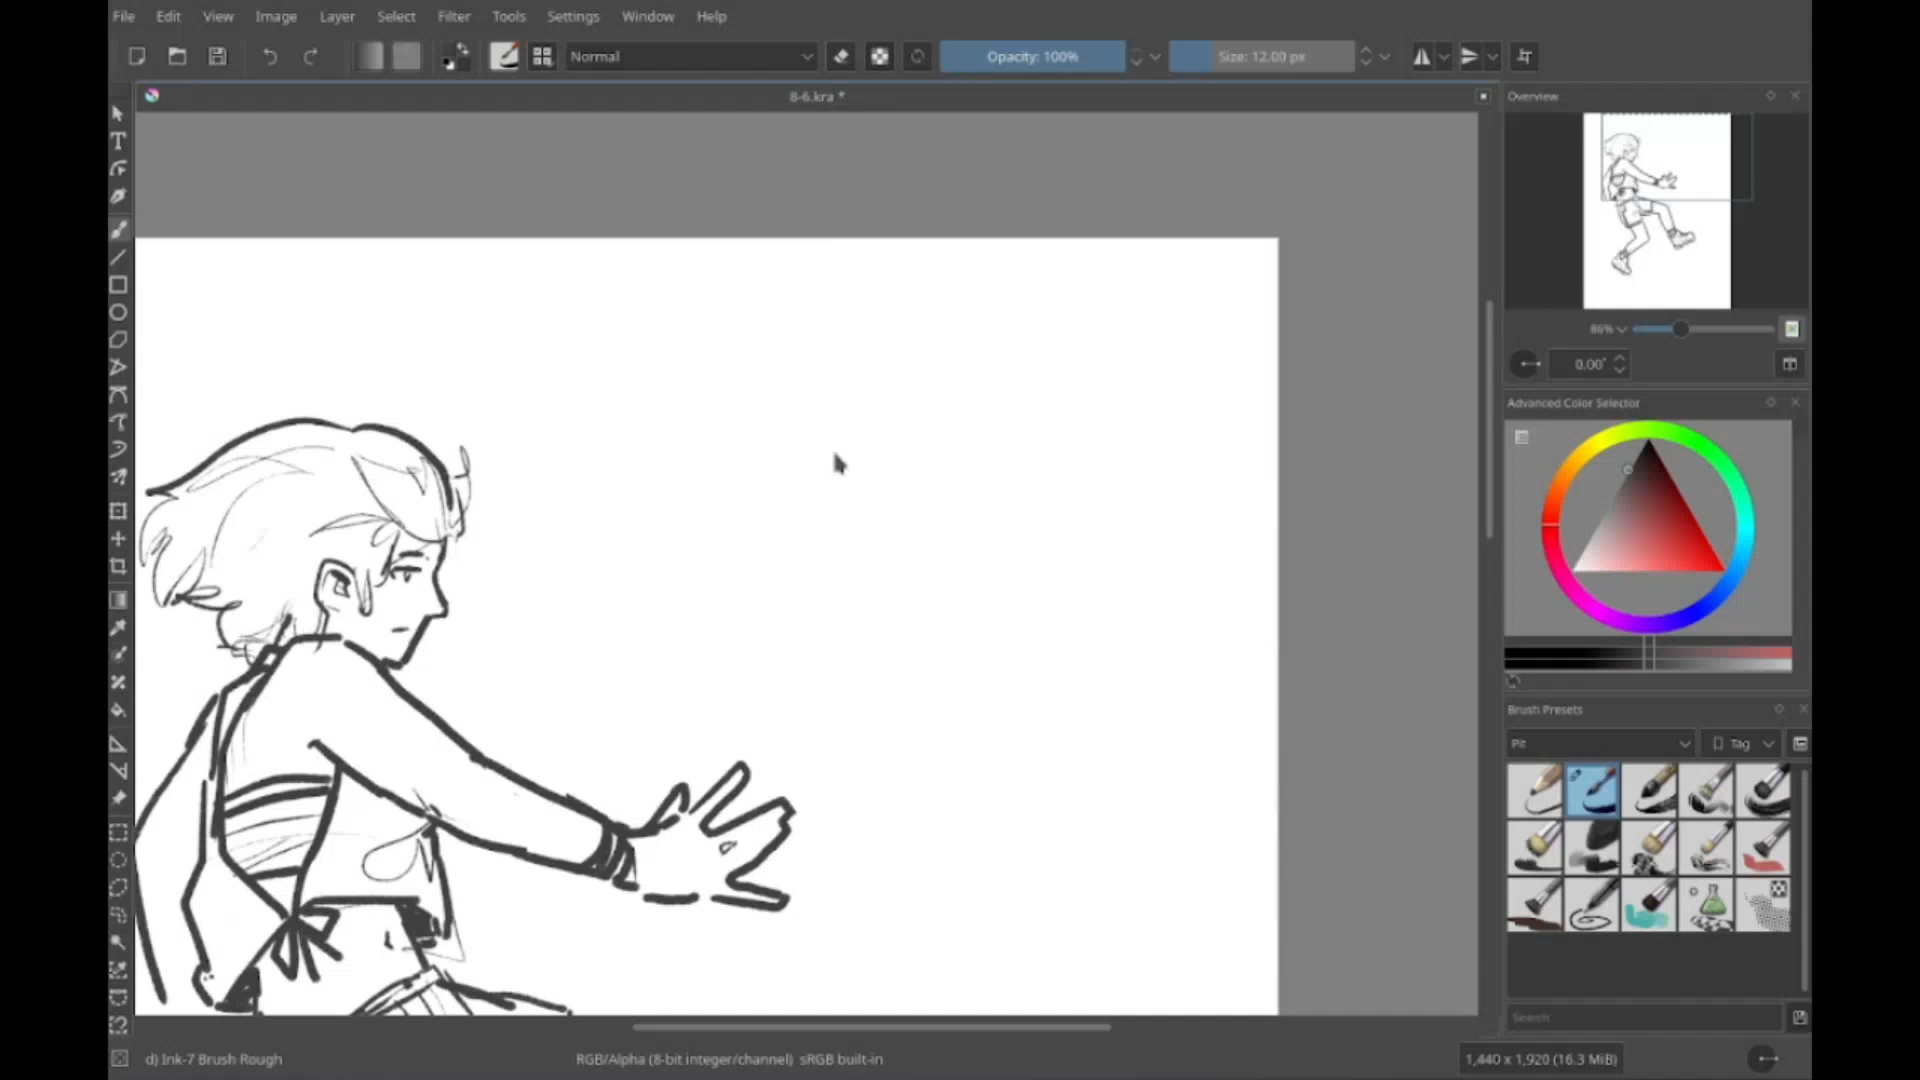 File Edit View Image Layer Select Filter Tools Settings Window Help
Normal
Opacity: 100%
Size: 12.00 px
8-6.kra *
Overview
86%
0.00°
Advanced Color Selector
Brush Presets
Pit
Tag
Search
d) Ink-7 Brush Rough
RGB/Alpha (8-bit integer/channel) sRGB built-in
1,440 x 1,920 (16.3 MiB)